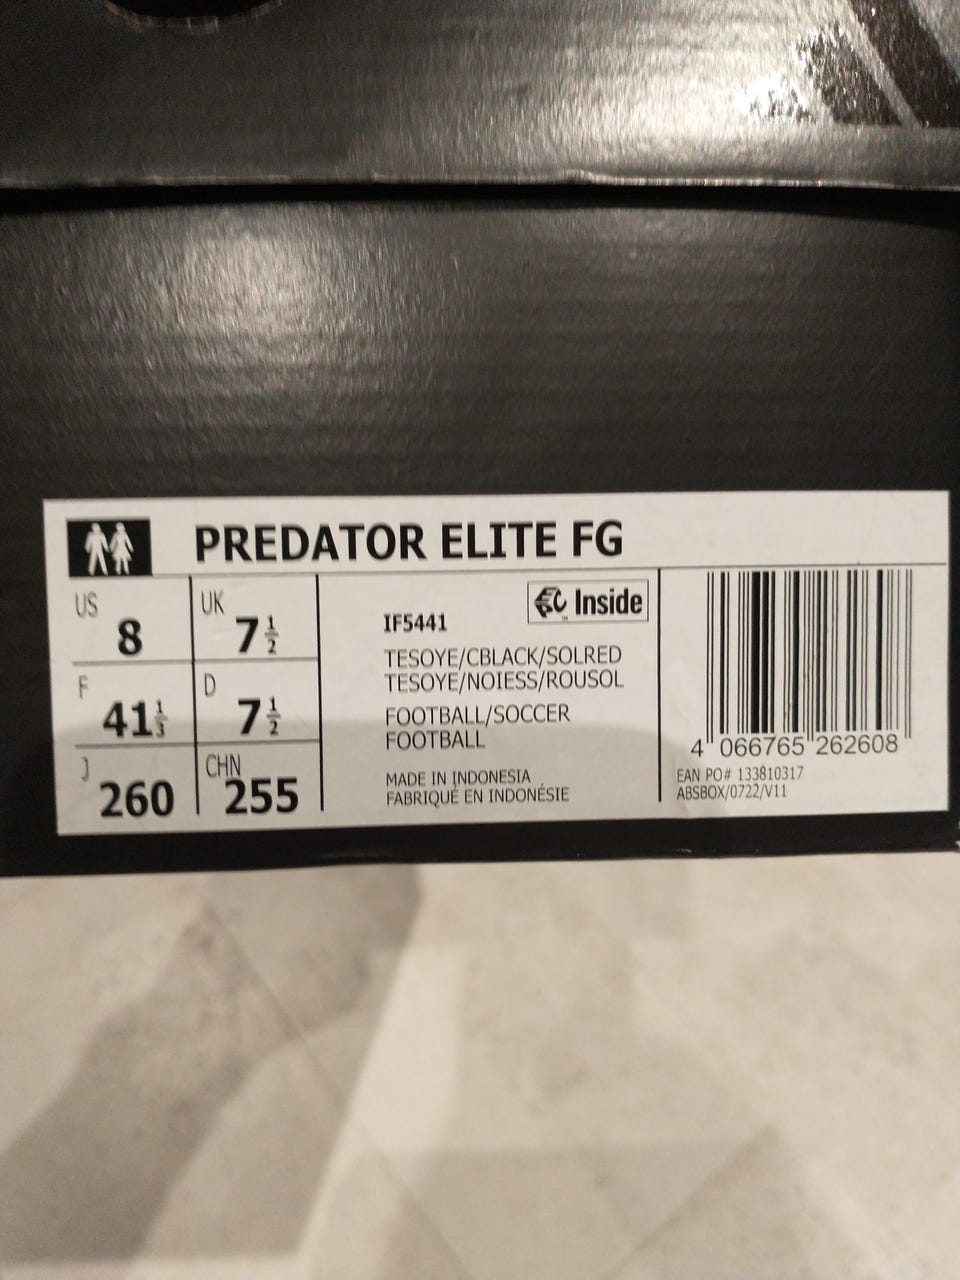 PREDATOR ELITE FG
US
8
UK
7 1/2
F
41 1/3
D
7 1/2
J
260
CHN
255
Inside
IF5441
TESOYE/CBLACK/SOLRED
TESOYE/NOIESS/ROUSOL
FOOTBALL/SOCCER
FOOTBALL
MADE IN INDONESIA
FABRIQUÉ EN INDONÉSIE
4 066765 262608
EAN PO# 133810317
ABSBOX/0722/V11